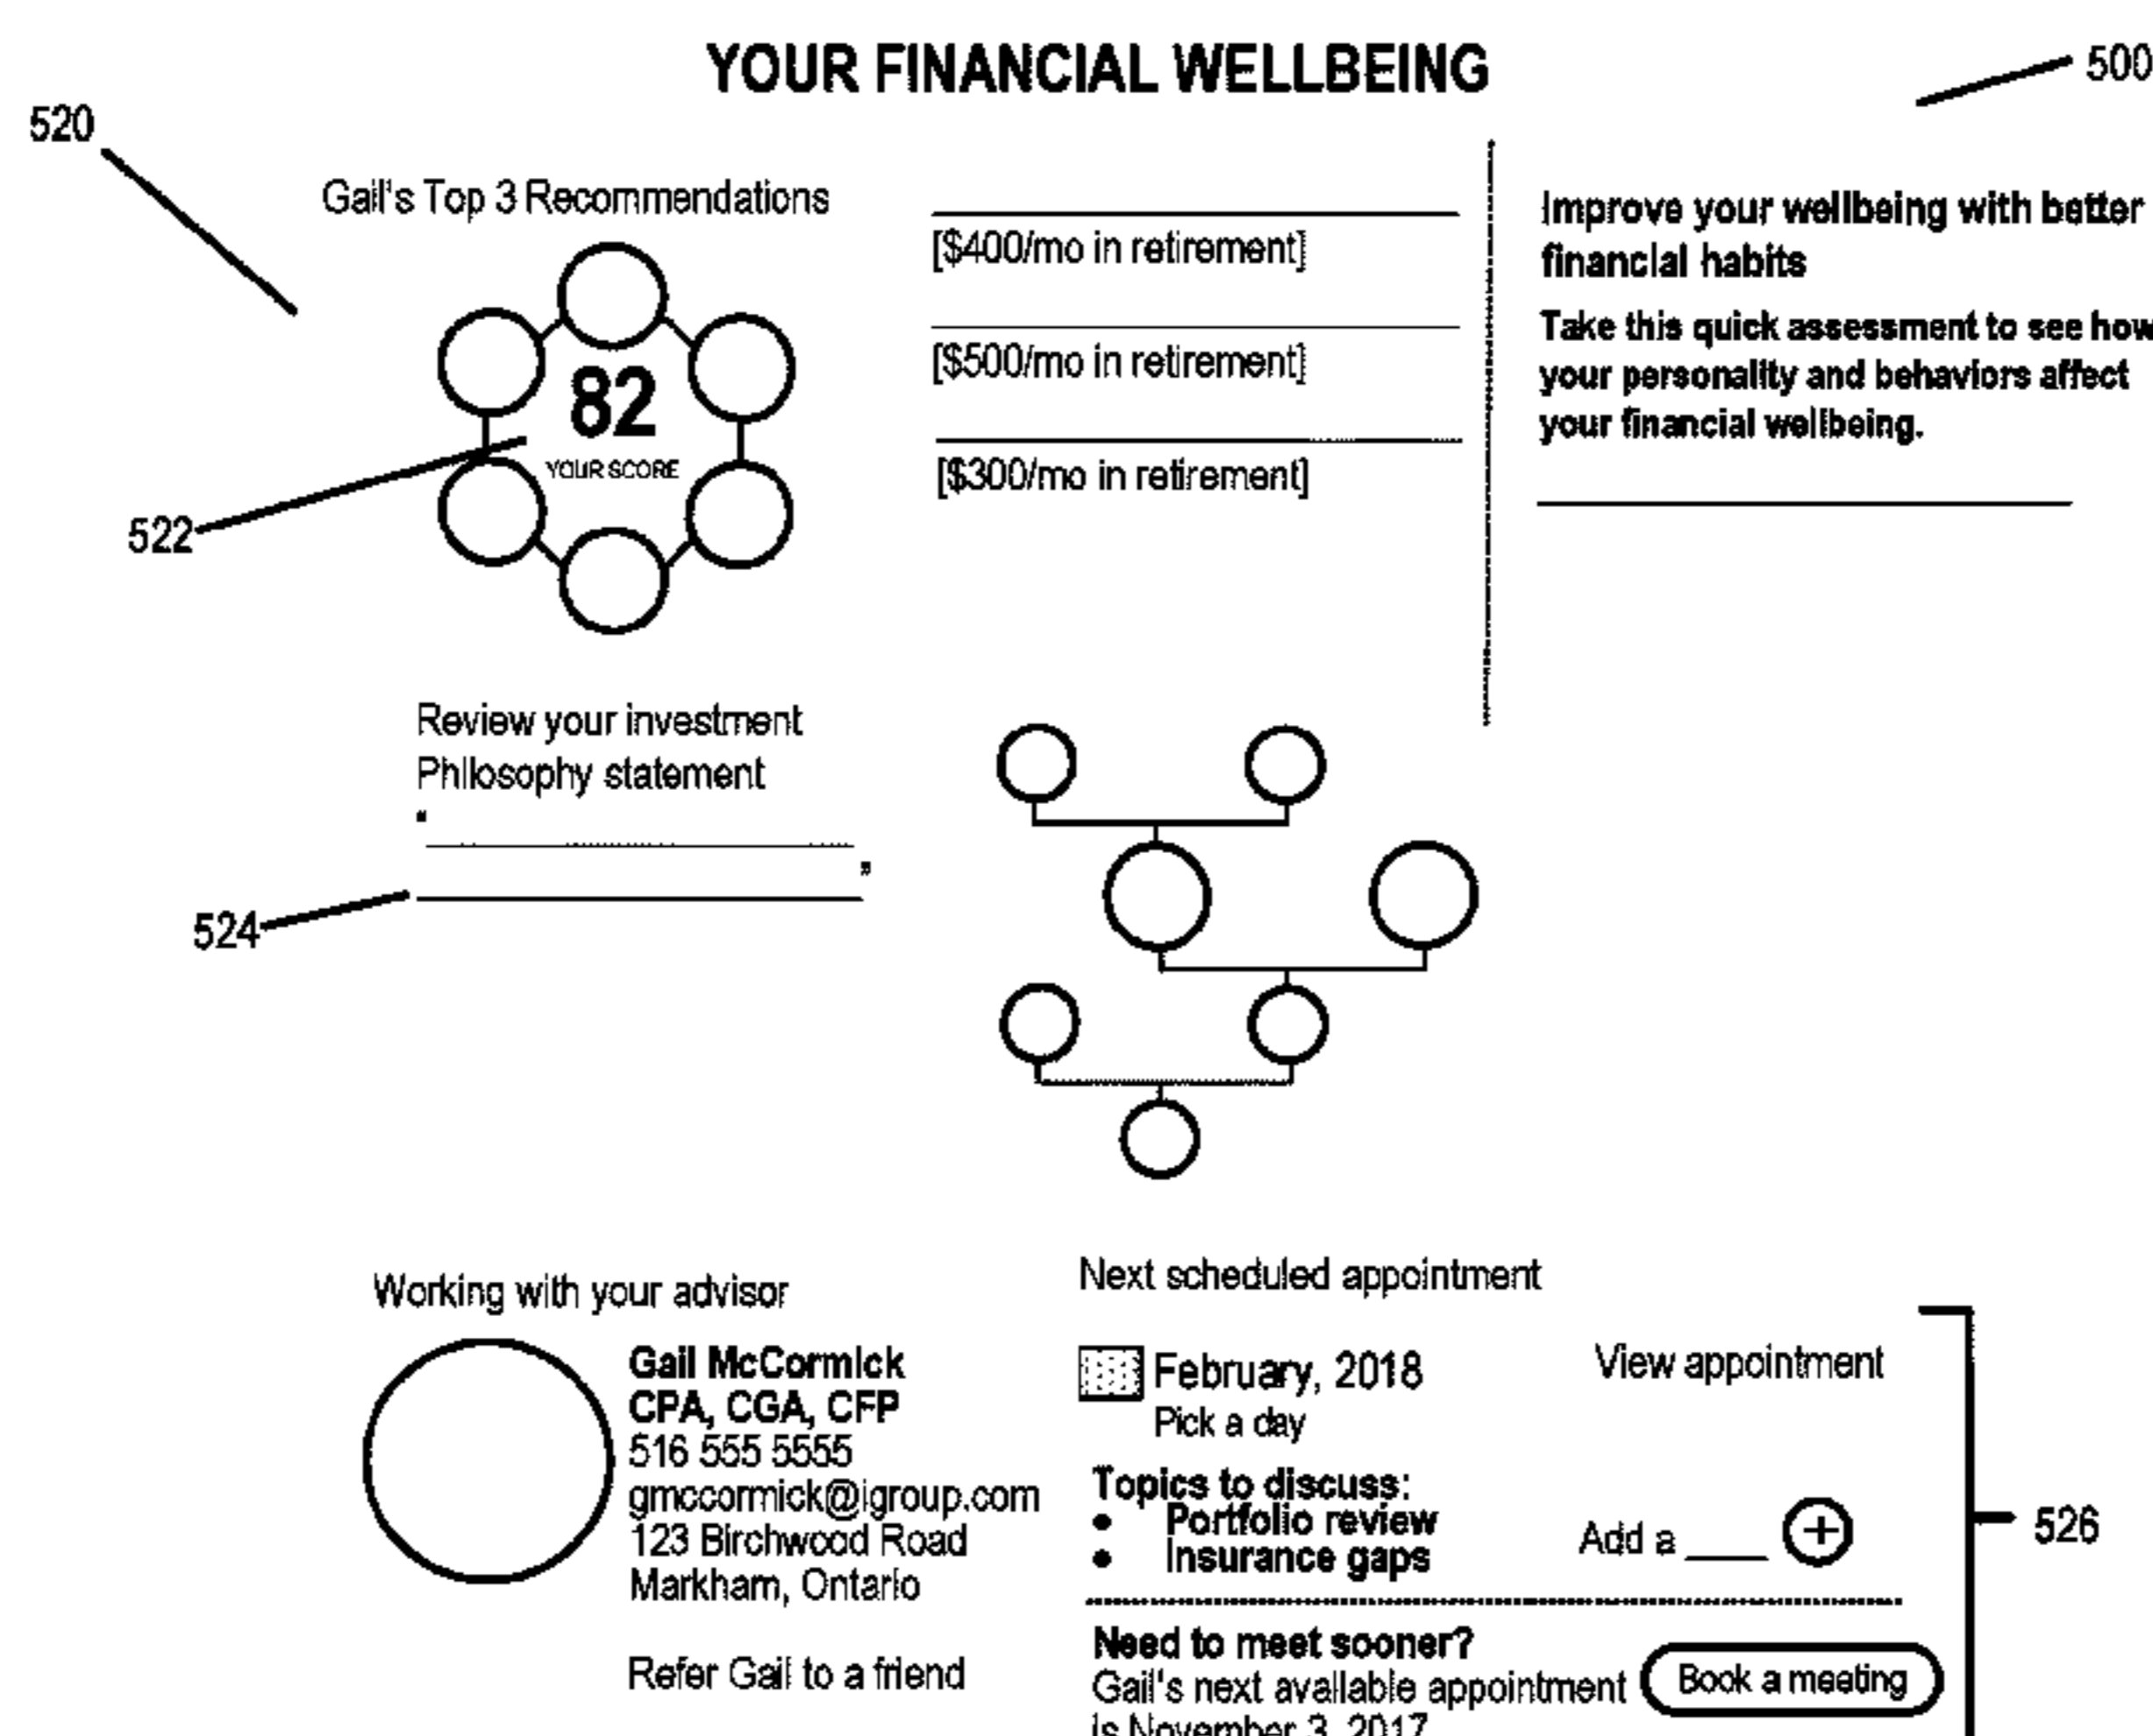 YOUR FINANCIAL WELLBEING
500
520
Gail's Top 3 Recommendations
82
YOUR SCORE
522
[$400/mo in retirement]
[$500/mo in retirement]
[$300/mo in retirement]
Improve your wellbeing with better
financial habits
Take this quick assessment to see how
your personality and behaviors affect
your financial wellbeing.
Review your investment
Philosophy statement
“
”
524
Working with your advisor
Gail McCormick
CPA, CGA, CFP
516 555 5555
gmccormick@igroup.com
123 Birchwood Road
Markham, Ontario
Refer Gail to a friend
Next scheduled appointment
February, 2018
View appointment
Pick a day
Topics to discuss:
• Portfolio review
• Insurance gaps
Add a ____ +
526
Need to meet sooner?
Gail's next available appointment
is November 3, 2017
Book a meeting